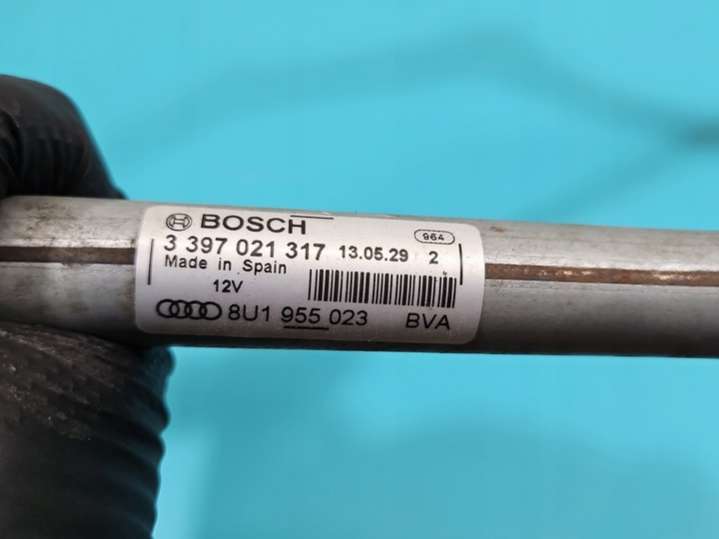 BOSCH
964
3 397 021 317 13.05.29 2
Made in Spain
12V
8U1 955 023 BVA